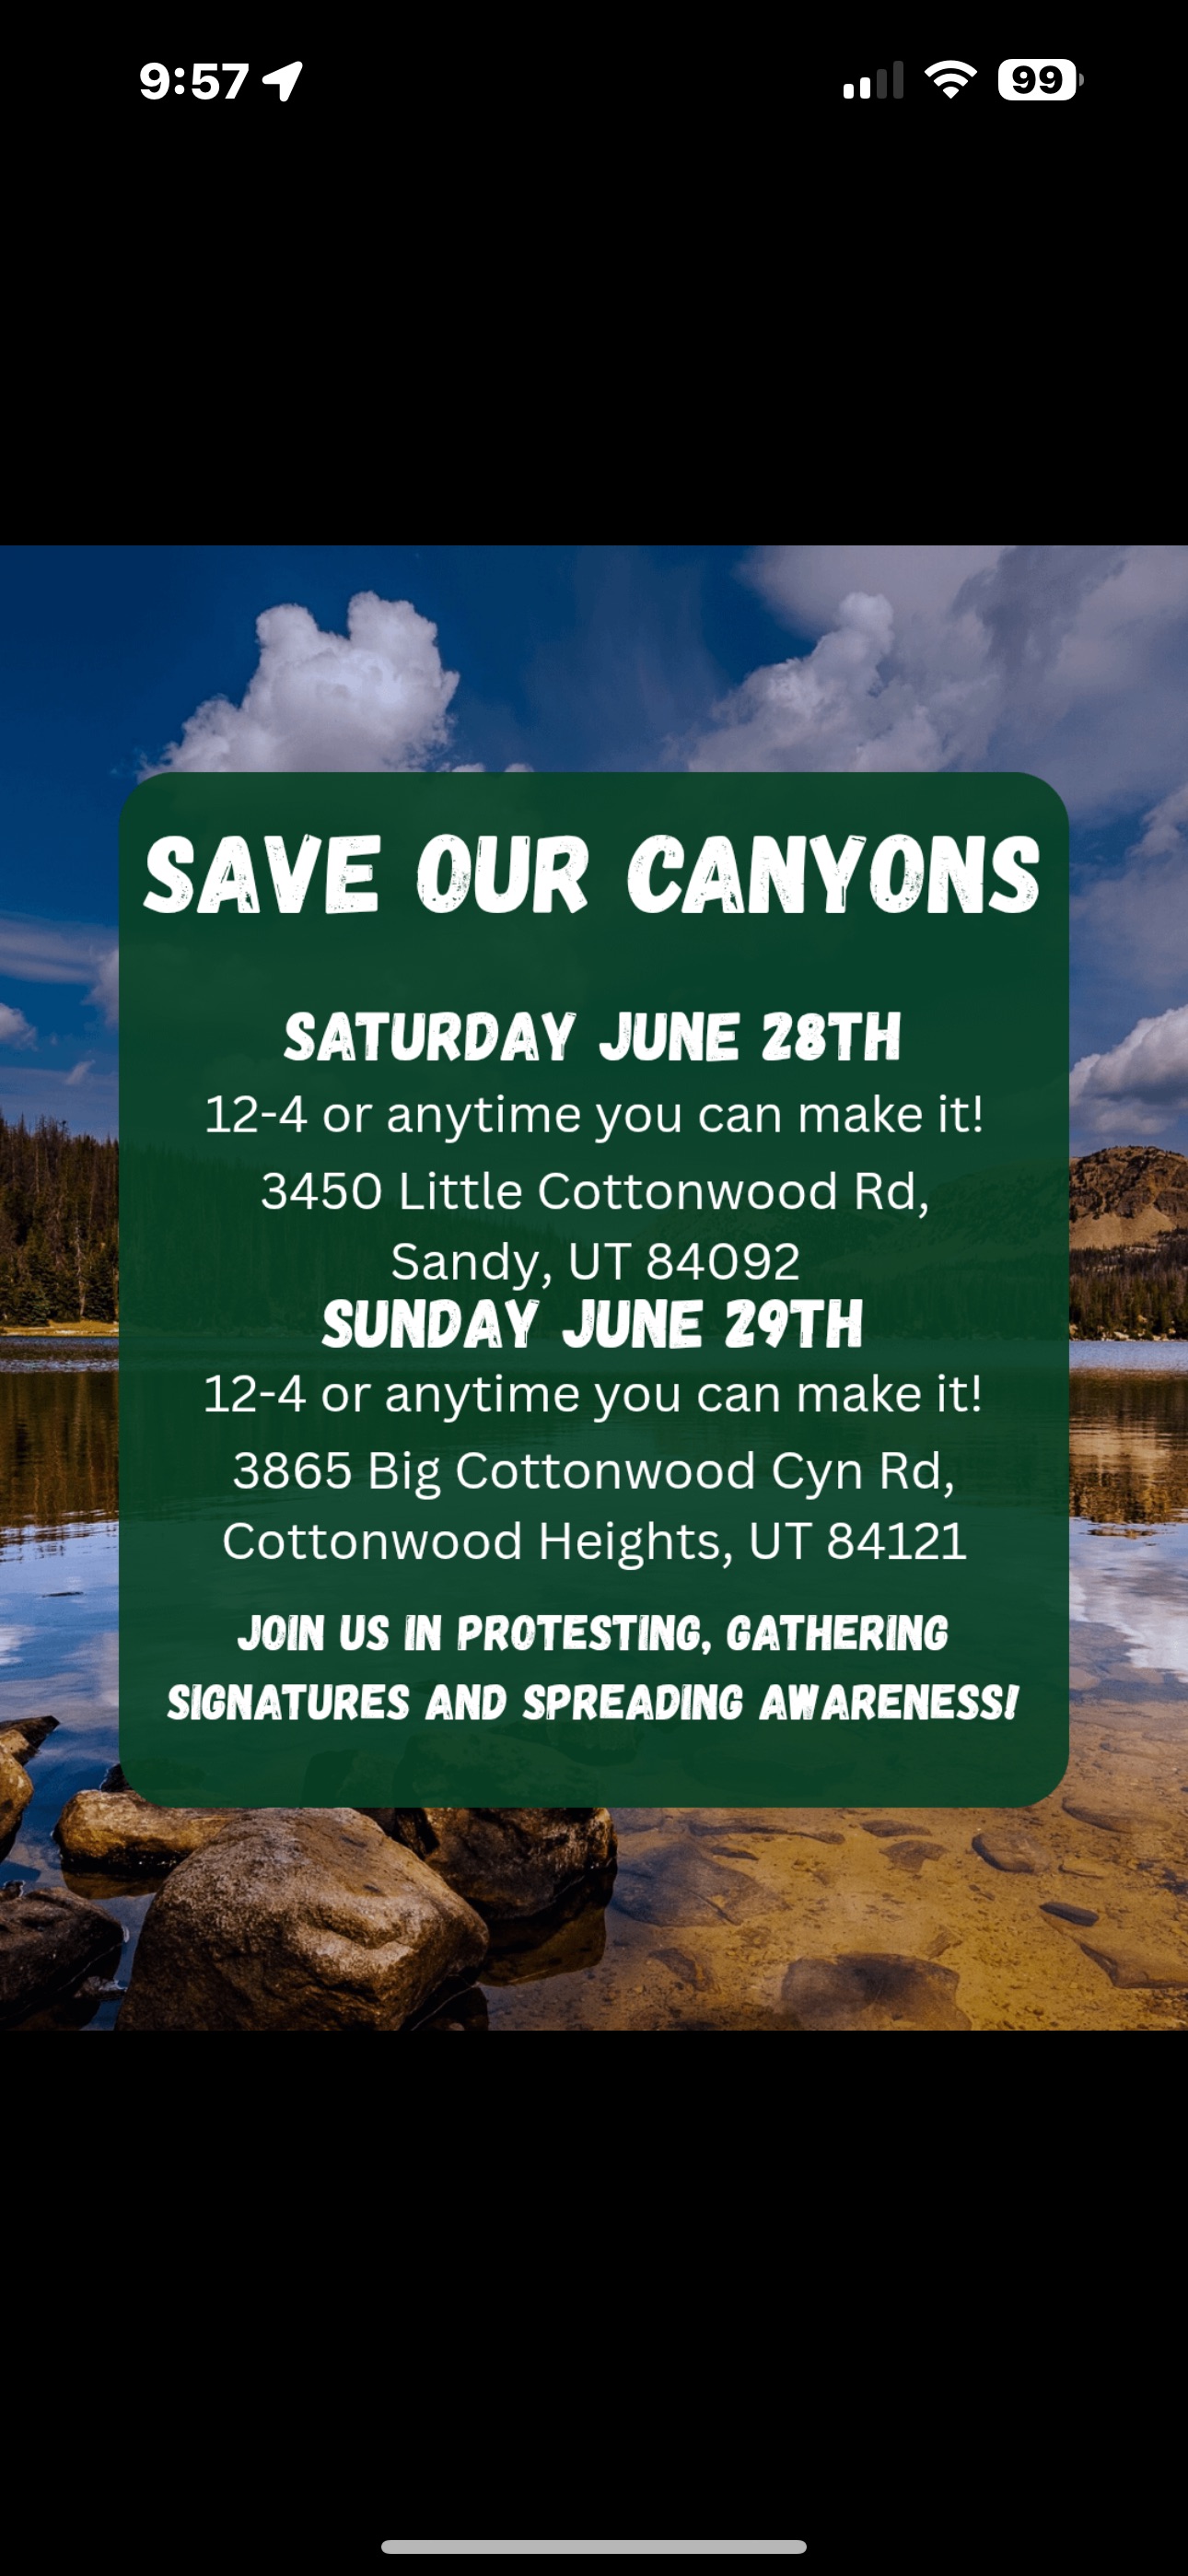 9:57
99
SAVE OUR CANYONS
SATURDAY JUNE 28TH
12-4 or anytime you can make it!
3450 Little Cottonwood Rd,
Sandy, UT 84092
SUNDAY JUNE 29TH
12-4 or anytime you can make it!
3865 Big Cottonwood Cyn Rd,
Cottonwood Heights, UT 84121
JOIN US IN PROTESTING, GATHERING
SIGNATURES AND SPREADING AWARENESS!